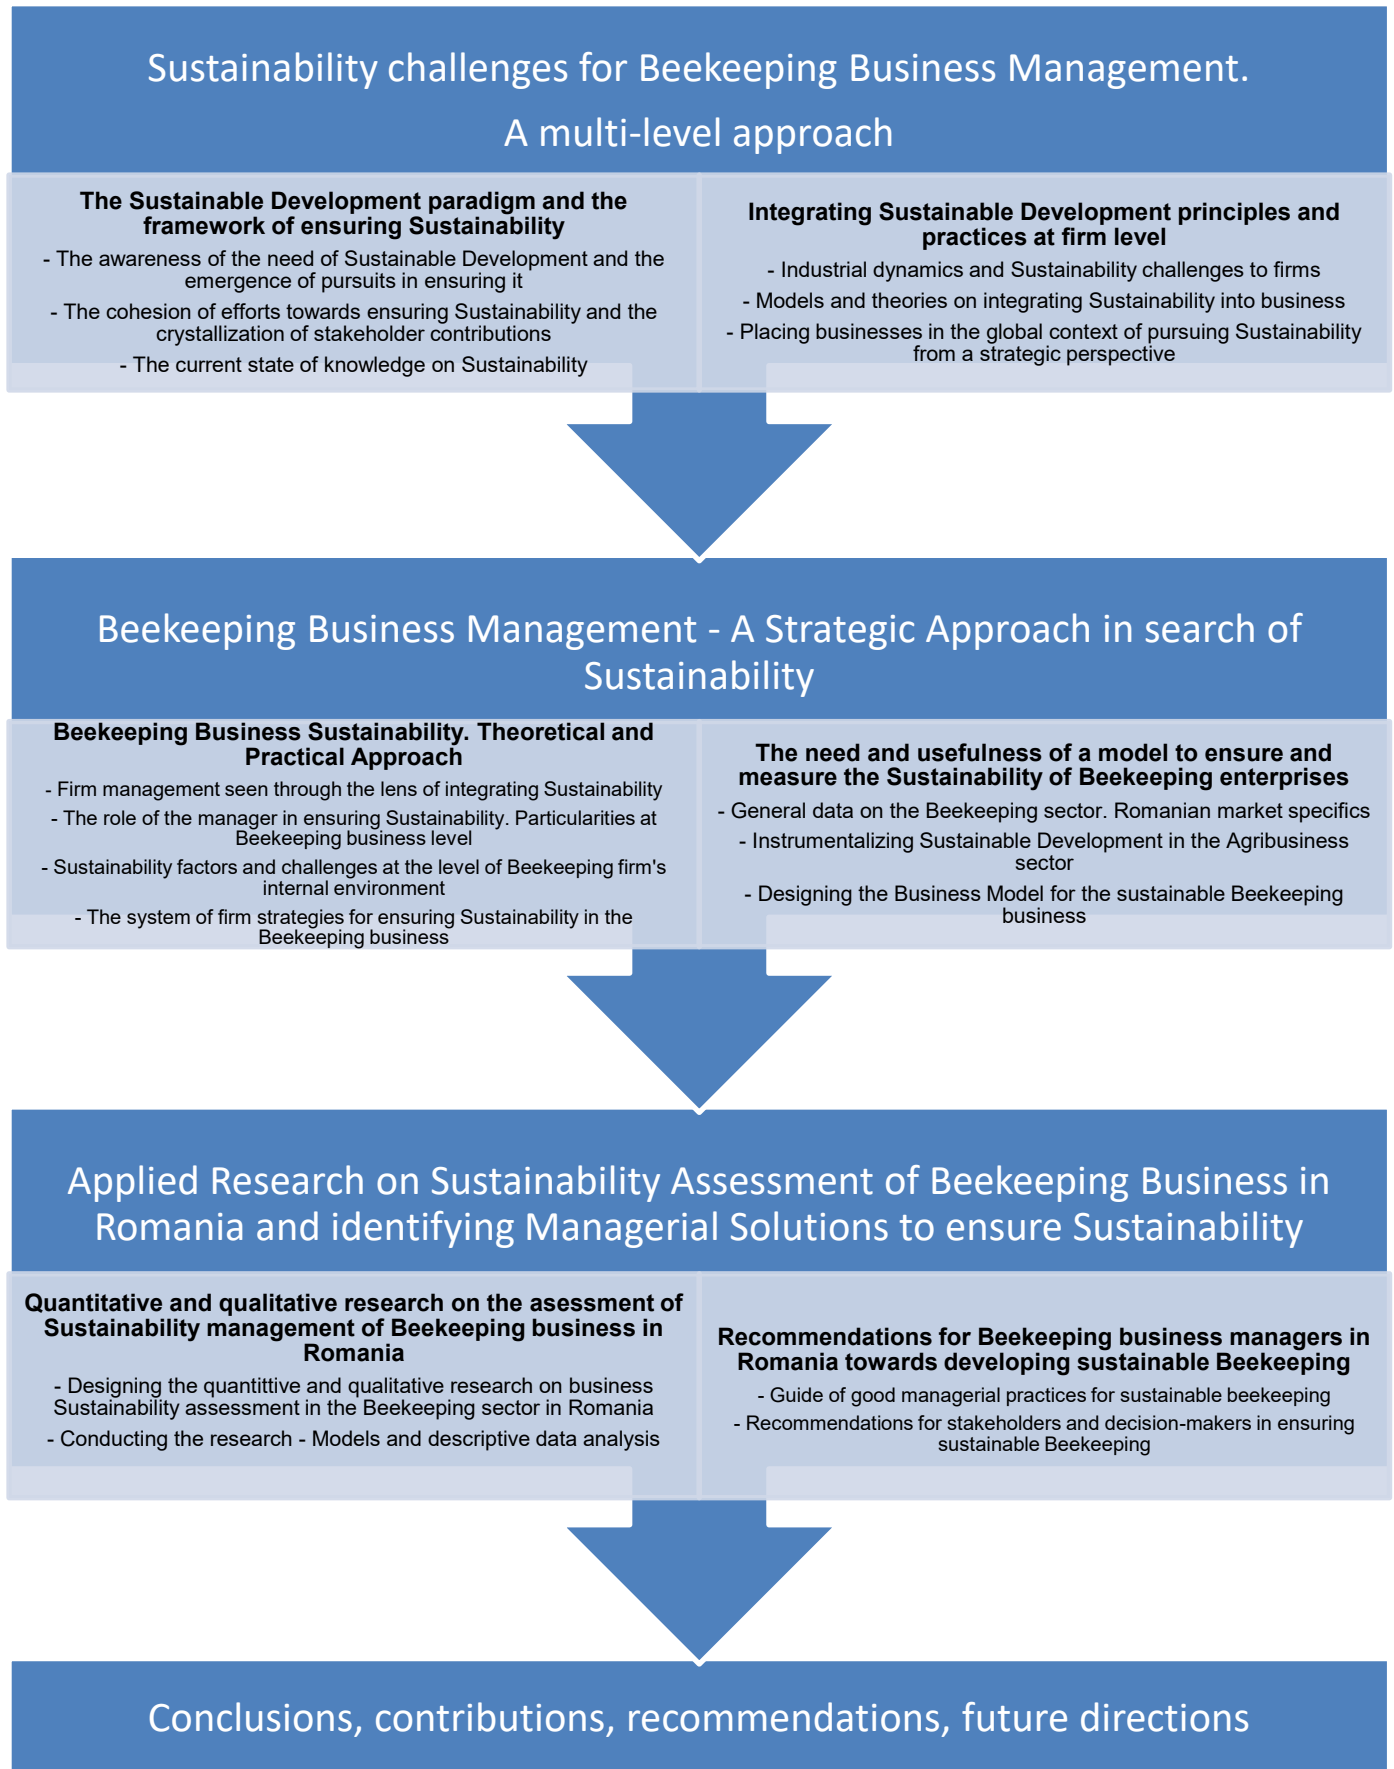 Sustainability challenges for Beekeeping Business Management.
A multi-level approach
The Sustainable Development paradigm and the
framework of ensuring Sustainability
- The awareness of the need of Sustainable Development and the
emergence of pursuits in ensuring it
- The cohesion of efforts towards ensuring Sustainability and the
crystallization of stakeholder contributions
- The current state of knowledge on Sustainability
Integrating Sustainable Development principles and
practices at firm level
- Industrial dynamics and Sustainability challenges to firms
- Models and theories on integrating Sustainability into business
- Placing businesses in the global context of pursuing Sustainability
from a strategic perspective
Beekeeping Business Management - A Strategic Approach in search of
Sustainability
Beekeeping Business Sustainability. Theoretical and
Practical Approach
- Firm management seen through the lens of integrating Sustainability
- The role of the manager in ensuring Sustainability. Particularities at
Beekeeping business level
- Sustainability factors and challenges at the level of Beekeeping firm's
internal environment
- The system of firm strategies for ensuring Sustainability in the
Beekeeping business
The need and usefulness of a model to ensure and
measure the Sustainability of Beekeeping enterprises
- General data on the Beekeeping sector. Romanian market specifics
- Instrumentalizing Sustainable Development in the Agribusiness
sector
- Designing the Business Model for the sustainable Beekeeping
business
Applied Research on Sustainability Assessment of Beekeeping Business in
Romania and identifying Managerial Solutions to ensure Sustainability
Quantitative and qualitative research on the asessment of
Sustainability management of Beekeeping business in
Romania
- Designing the quantittive and qualitative research on business
Sustainability assessment in the Beekeeping sector in Romania
- Conducting the research - Models and descriptive data analysis
Recommendations for Beekeeping business managers in
Romania towards developing sustainable Beekeeping
- Guide of good managerial practices for sustainable beekeeping
- Recommendations for stakeholders and decision-makers in ensuring
sustainable Beekeeping
Conclusions, contributions, recommendations, future directions